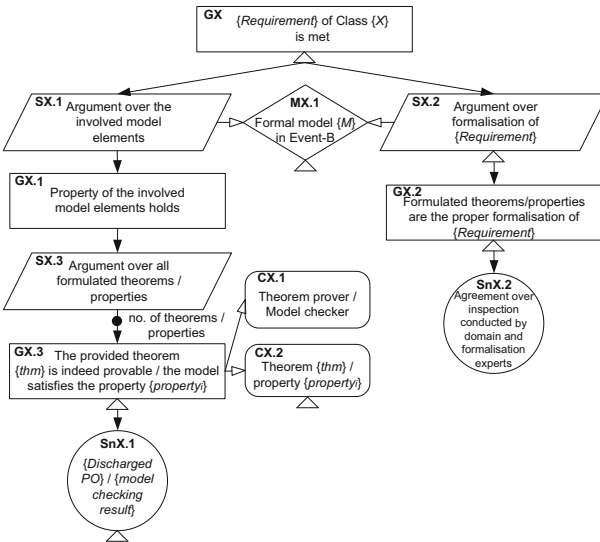 GX {Requirement} of Class {X}
is met
SX.1
Argument over the
involved model
elements
MX.1
Formal model {M}
in Event-B
SX.2
Argument over
formalisation of
{Requirement}
GX.1
Property of the involved
model elements holds
GX.2
Formulated theorems/properties
are the proper formalisation of
{Requirement}
SX.3
Argument over all
formulated theorems /
properties
CX.1
Theorem prover /
Model checker
SnX.2
Agreement over
inspection
conducted by
domain and
formalisation
experts
no. of theorems /
properties
GX.3 The provided theorem
{thm} is indeed provable / the model
satisfies the property {propertyi}
CX.2
Theorem {thm} /
property {propertyi}
SnX.1
{Discharged
PO} / {model
checking
result}